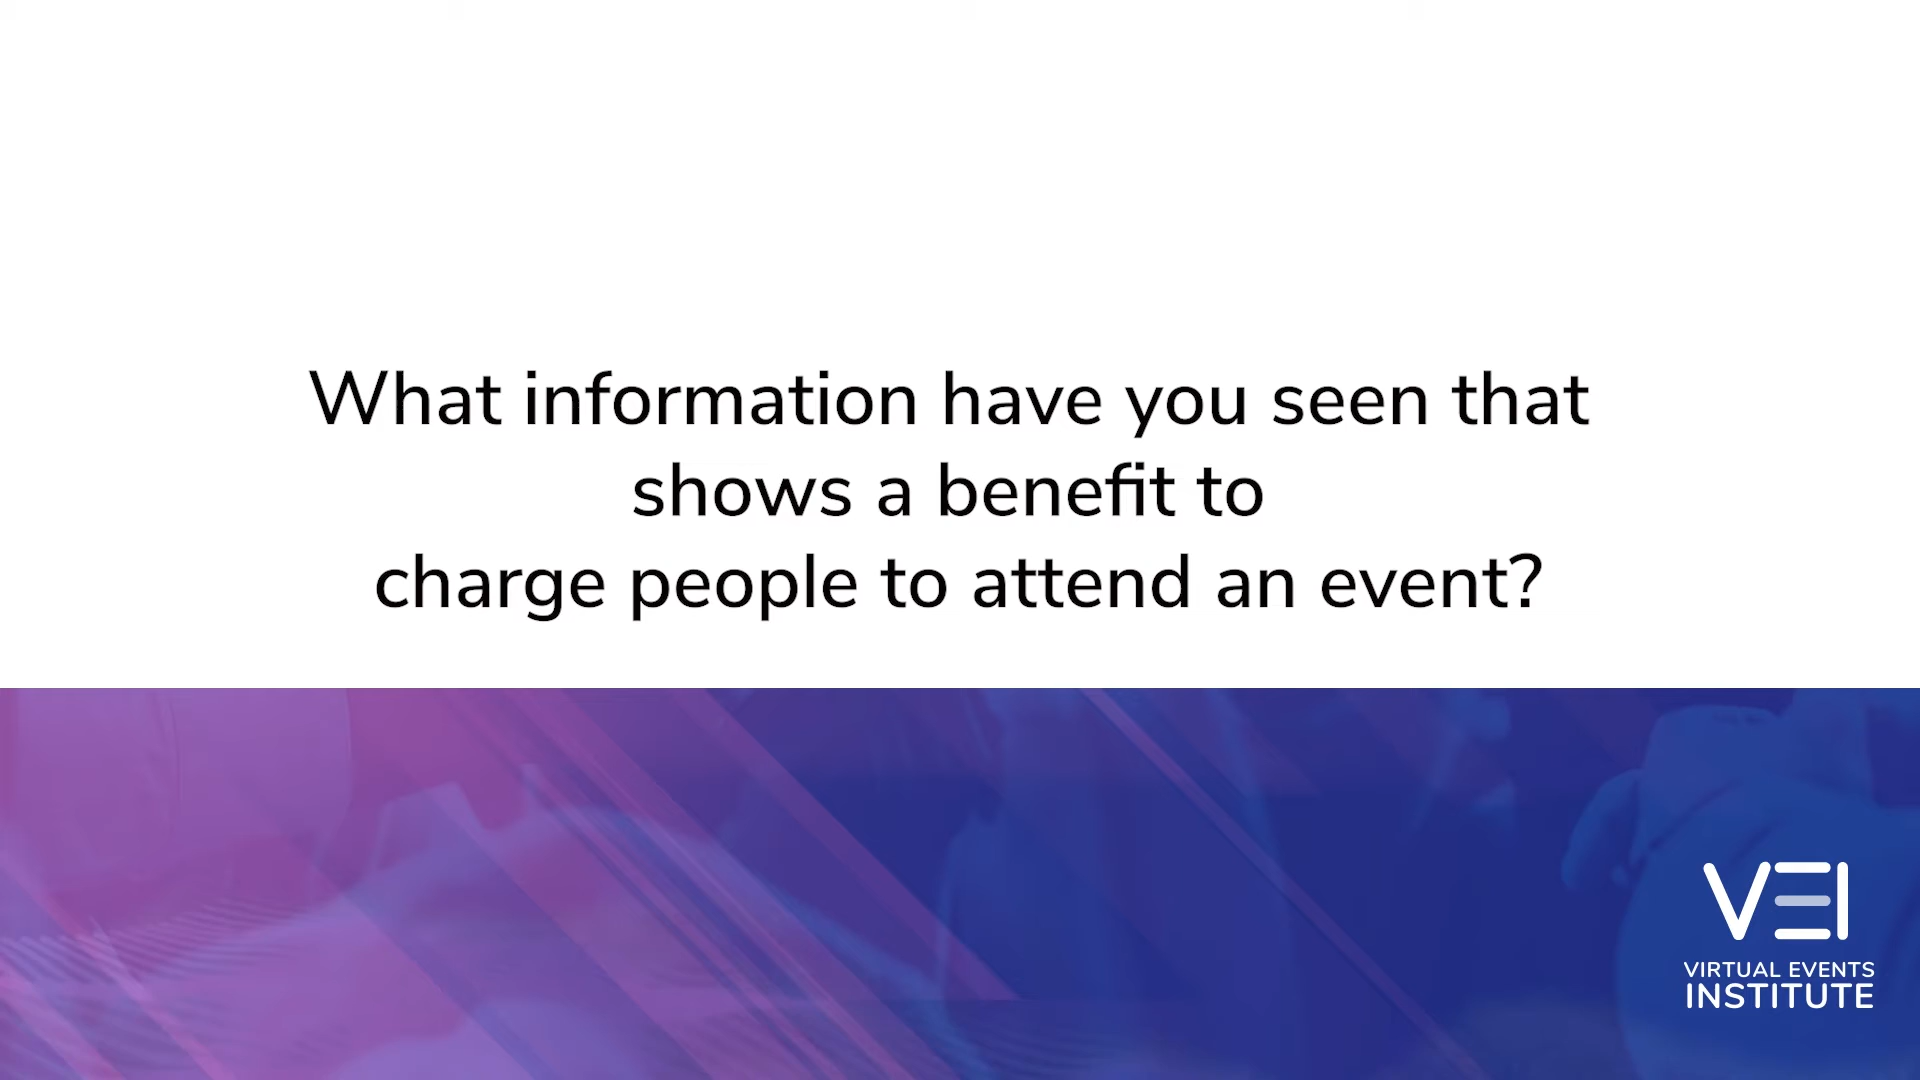 What information have you seen that
shows a benefit to
charge people to attend an event?
VEI
VIRTUAL EVENTS
INSTITUTE